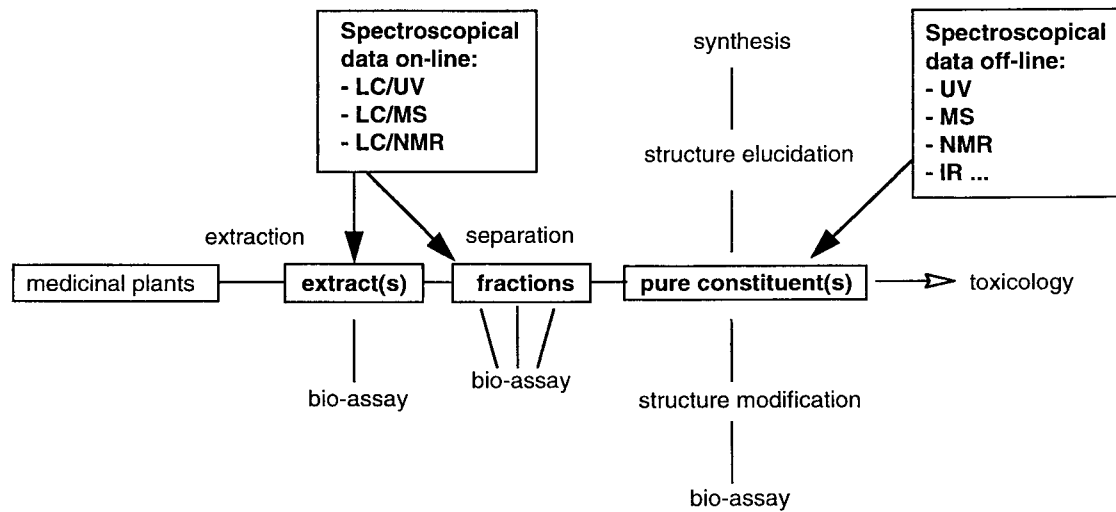 Spectroscopical
data on-line:
- LC/UV
- LC/MS
- LC/NMR
synthesis
Spectroscopical
data off-line:
- UV
- MS
- NMR
- IR ...
structure elucidation
extraction
separation
medicinal plants
extract(s)
fractions
pure constituent(s)
toxicology
bio-assay
bio-assay
structure modification
bio-assay